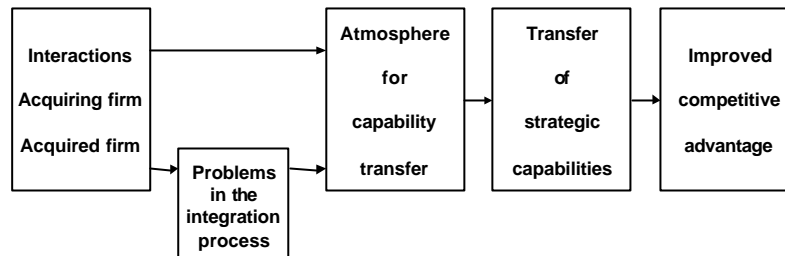 Interactions
Acquiring firm
Acquired firm
Problems
in the
integration
process
Atmosphere
for
capability
transfer
Transfer
of
strategic
capabilities
Improved
competitive
advantage